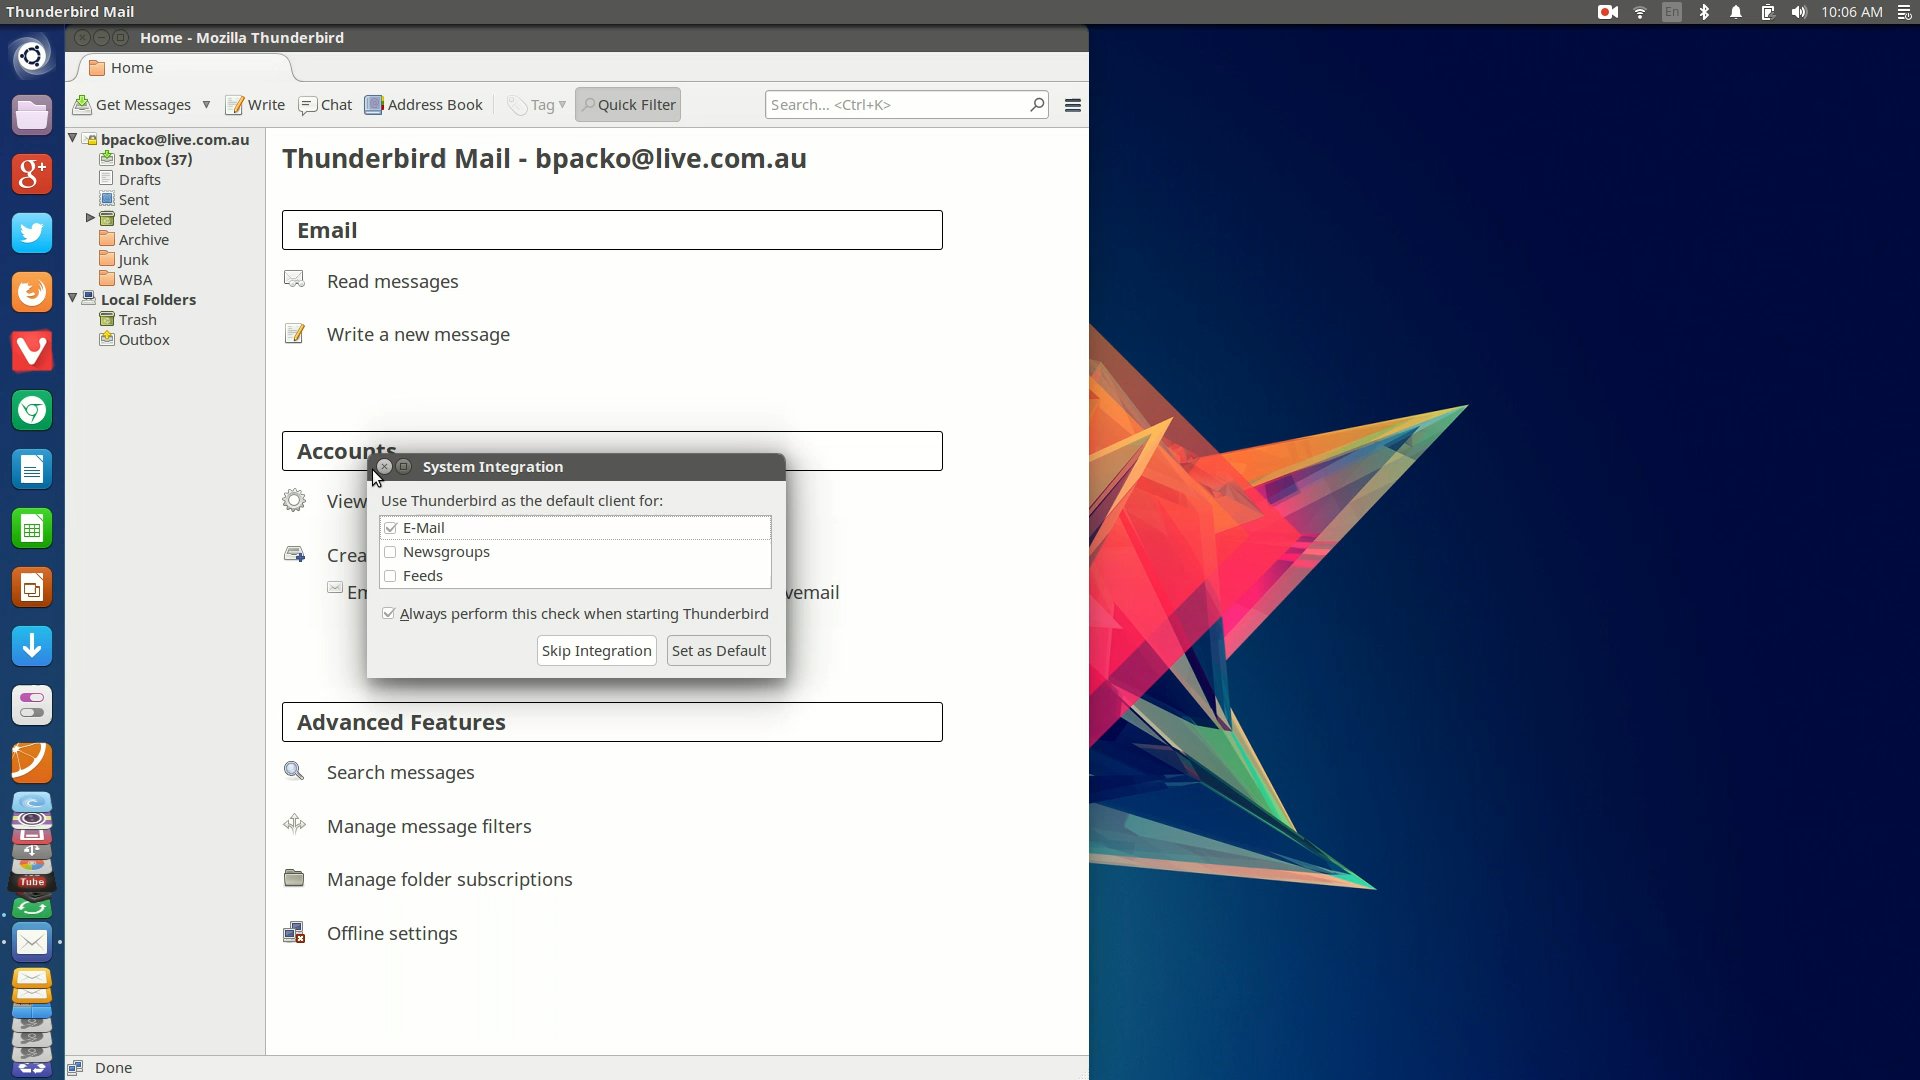 Thunderbird Mail
En
10:06 AM
Home - Mozilla Thunderbird
Home
Get Messages
Write
Chat
Address Book
Tag
Quick Filter
Search... <Ctrl+K>
bpacko@live.com.au
Inbox (37)
Drafts
Sent
Deleted
Archive
Junk
WBA
Local Folders
Trash
Outbox
Thunderbird Mail - bpacko@live.com.au
Email
Read messages
Write a new message
Accounts
View
Crea
Em
vemail
System Integration
Use Thunderbird as the default client for:
E-Mail
Newsgroups
Feeds
Always perform this check when starting Thunderbird
Skip Integration
Set as Default
Advanced Features
Search messages
Manage message filters
Manage folder subscriptions
Offline settings
Done
g+
Tube